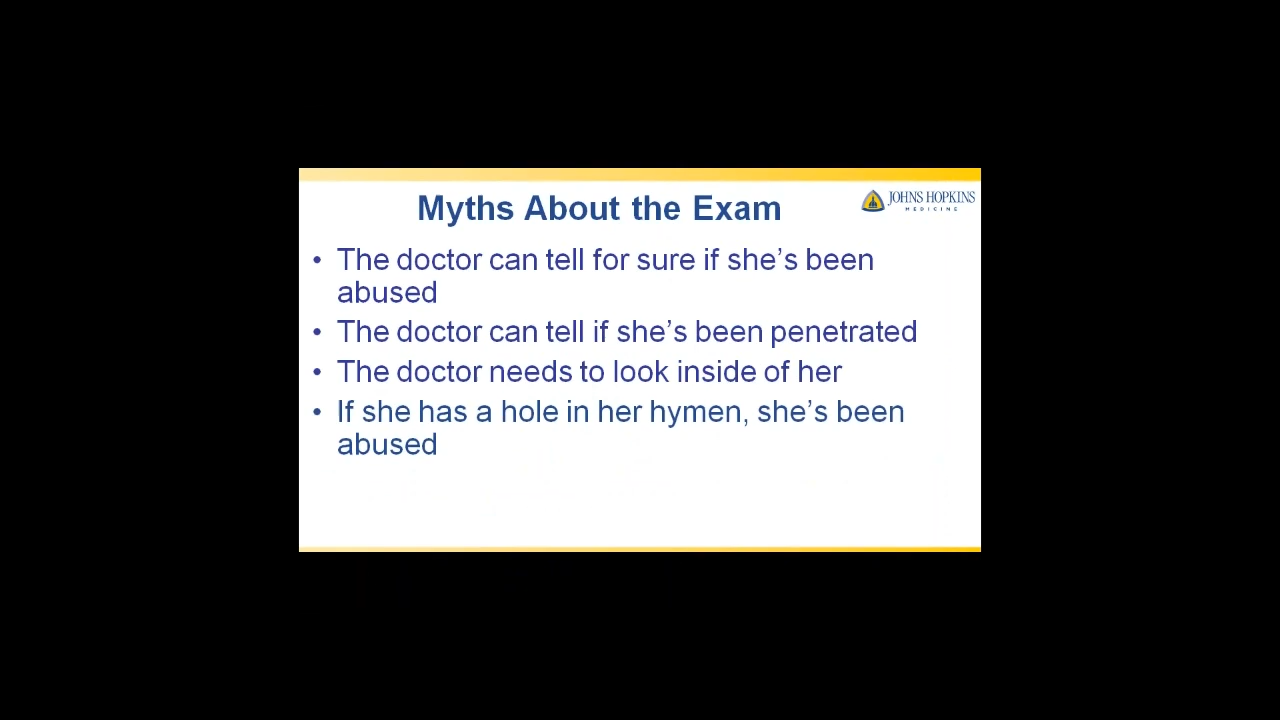 Myths About the Exam
JOHNS HOPKINS
MEDICINE
• The doctor can tell for sure if she's been
abused
• The doctor can tell if she's been penetrated
• The doctor needs to look inside of her
• If she has a hole in her hymen, she's been
abused